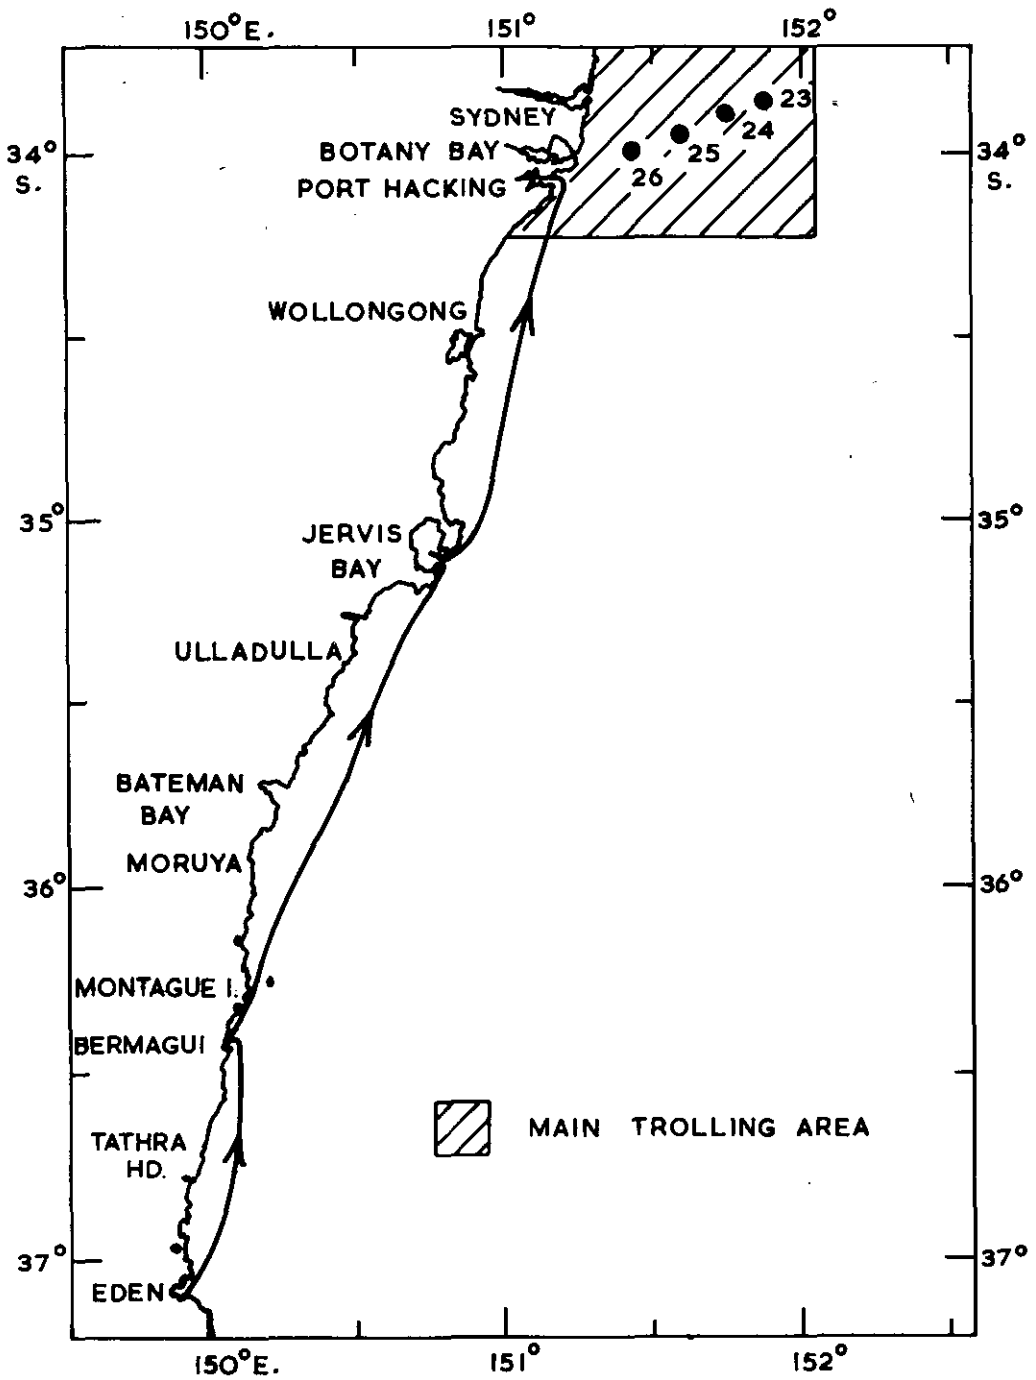 150°E. 151° 152°
SYDNEY
23
24
BOTANY BAY
25
34° 34°
S. S.
26
PORT HACKING
WOLLONGONG
35° 35°
JERVIS
BAY
ULLADULLA
BATEMAN
BAY
MORUYA
36° 36°
MONTAGUE I.
BERMAGUI
MAIN TROLLING AREA
TATHRA
HD.
37° 37°
EDEN
150°E. 151° 152°